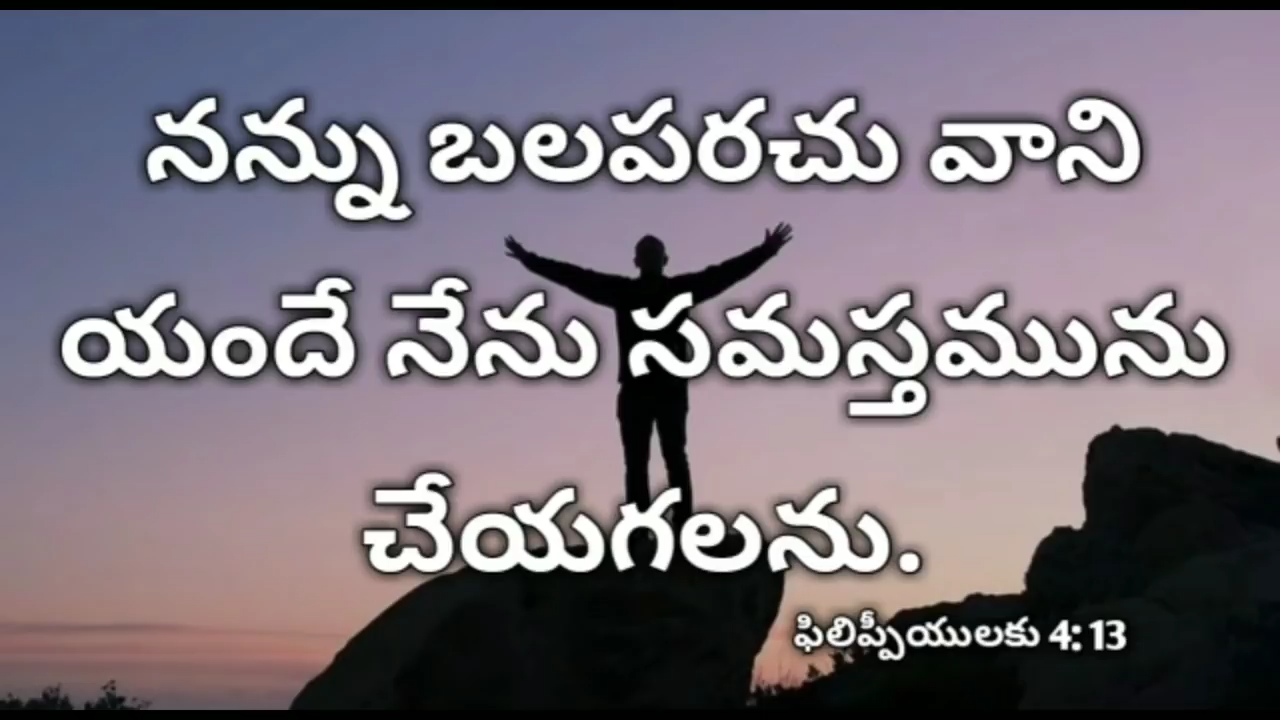 నన్ను బలపరచు వాని
యందే నేను సమస్తమును
చేయగలను.
ఫిలిప్పీయులకు 4: 13